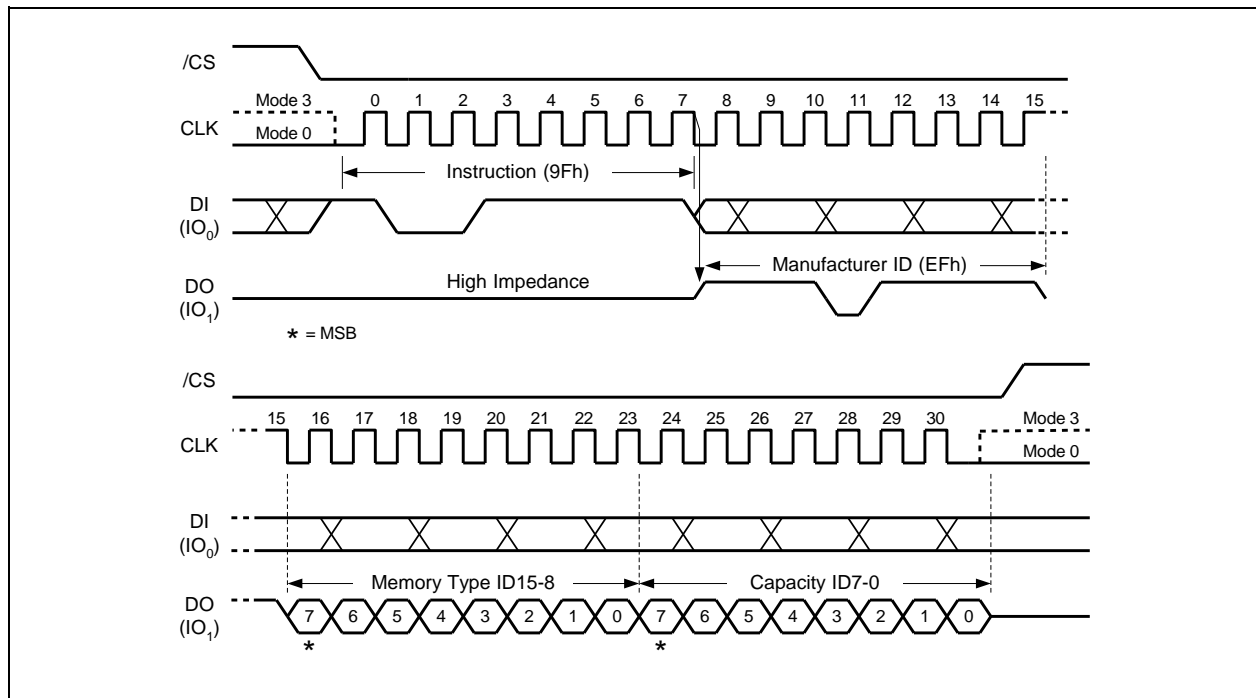 /CS
Mode 3 0 1 2 3 4 5 6 7 8 9 10 11 12 13 14 15
CLK
Mode 0
Instruction (9Fh)
DI
(IO0)
Manufacturer ID (EFh)
High Impedance
DO
(IO1)
* = MSB
/CS
15 16 17 18 19 20 21 22 23 24 25 26 27 28 29 30 Mode 3
CLK
Mode 0
DI
(IO0)
Memory Type ID15-8 Capacity ID7-0
DO
(IO1)
7 6 5 4 3 2 1 0 7 6 5 4 3 2 1 0
* *